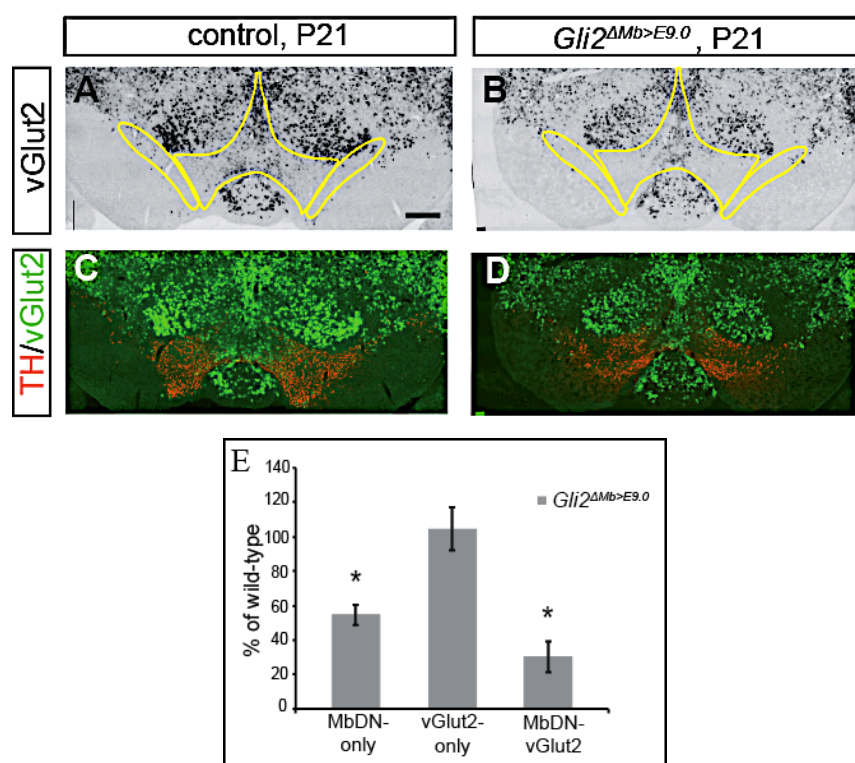 control, P21
Gli2ΔMb>E9.0, P21
vGlut2
A
B
TH/vGlut2
C
D
E
% of wild-type
140
120
100
80
60
40
20
0
*
*
Gli2ΔMb>E9.0
MbDN-
only
vGlut2-
only
MbDN-
vGlut2